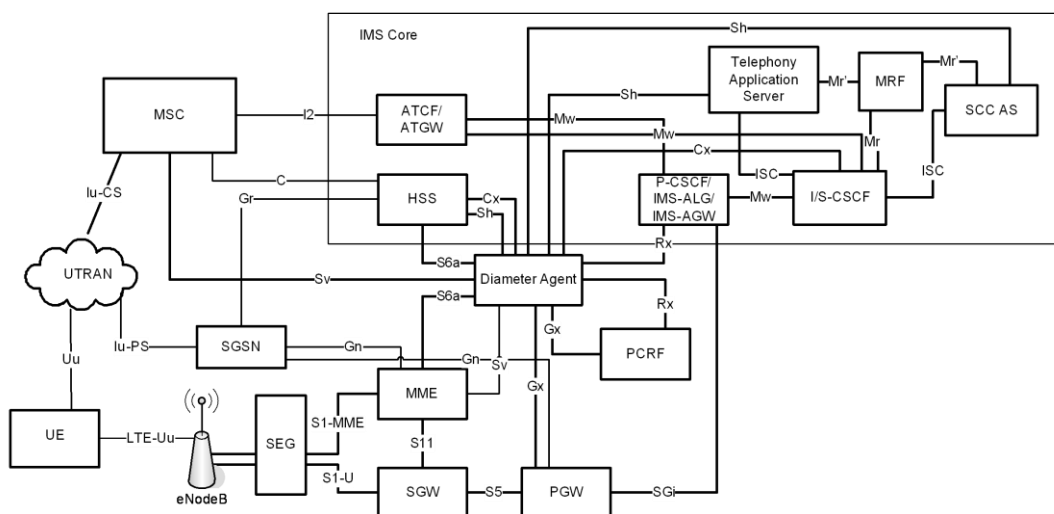 IMS Core
Sh
Telephony
Application
Server
Mr'
MRF
Mr'
SCC AS
MSC
I2
ATCF/
ATGW
Mw
Mw
Sh
Cx
Mr
ISC
ISC
Iu-CS
C
Gr
HSS
Cx
Sh
P-CSCF/
IMS-ALG/
IMS-AGW
Mw
I/S-CSCF
Rx
UTRAN
Sv
S6a
Diameter Agent
S6a
Rx
Gx
PCRF
Uu
Iu-PS
SGSN
Gn
Gn
Sv
Gx
MME
UE
LTE-Uu
SEG
S1-MME
S11
S1-U
SGW
S5
PGW
SGi
eNodeB